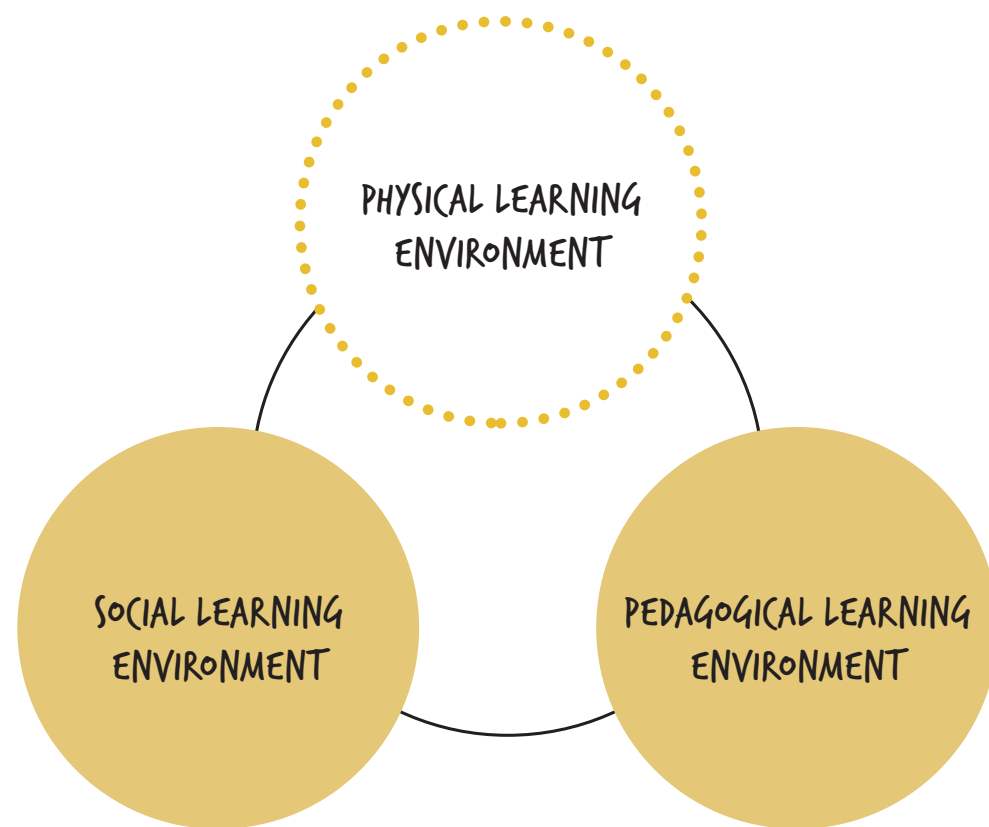 PHYSICAL LEARNING
ENVIRONMENT
SOCIAL LEARNING
ENVIRONMENT
PEDAGOGICAL LEARNING
ENVIRONMENT